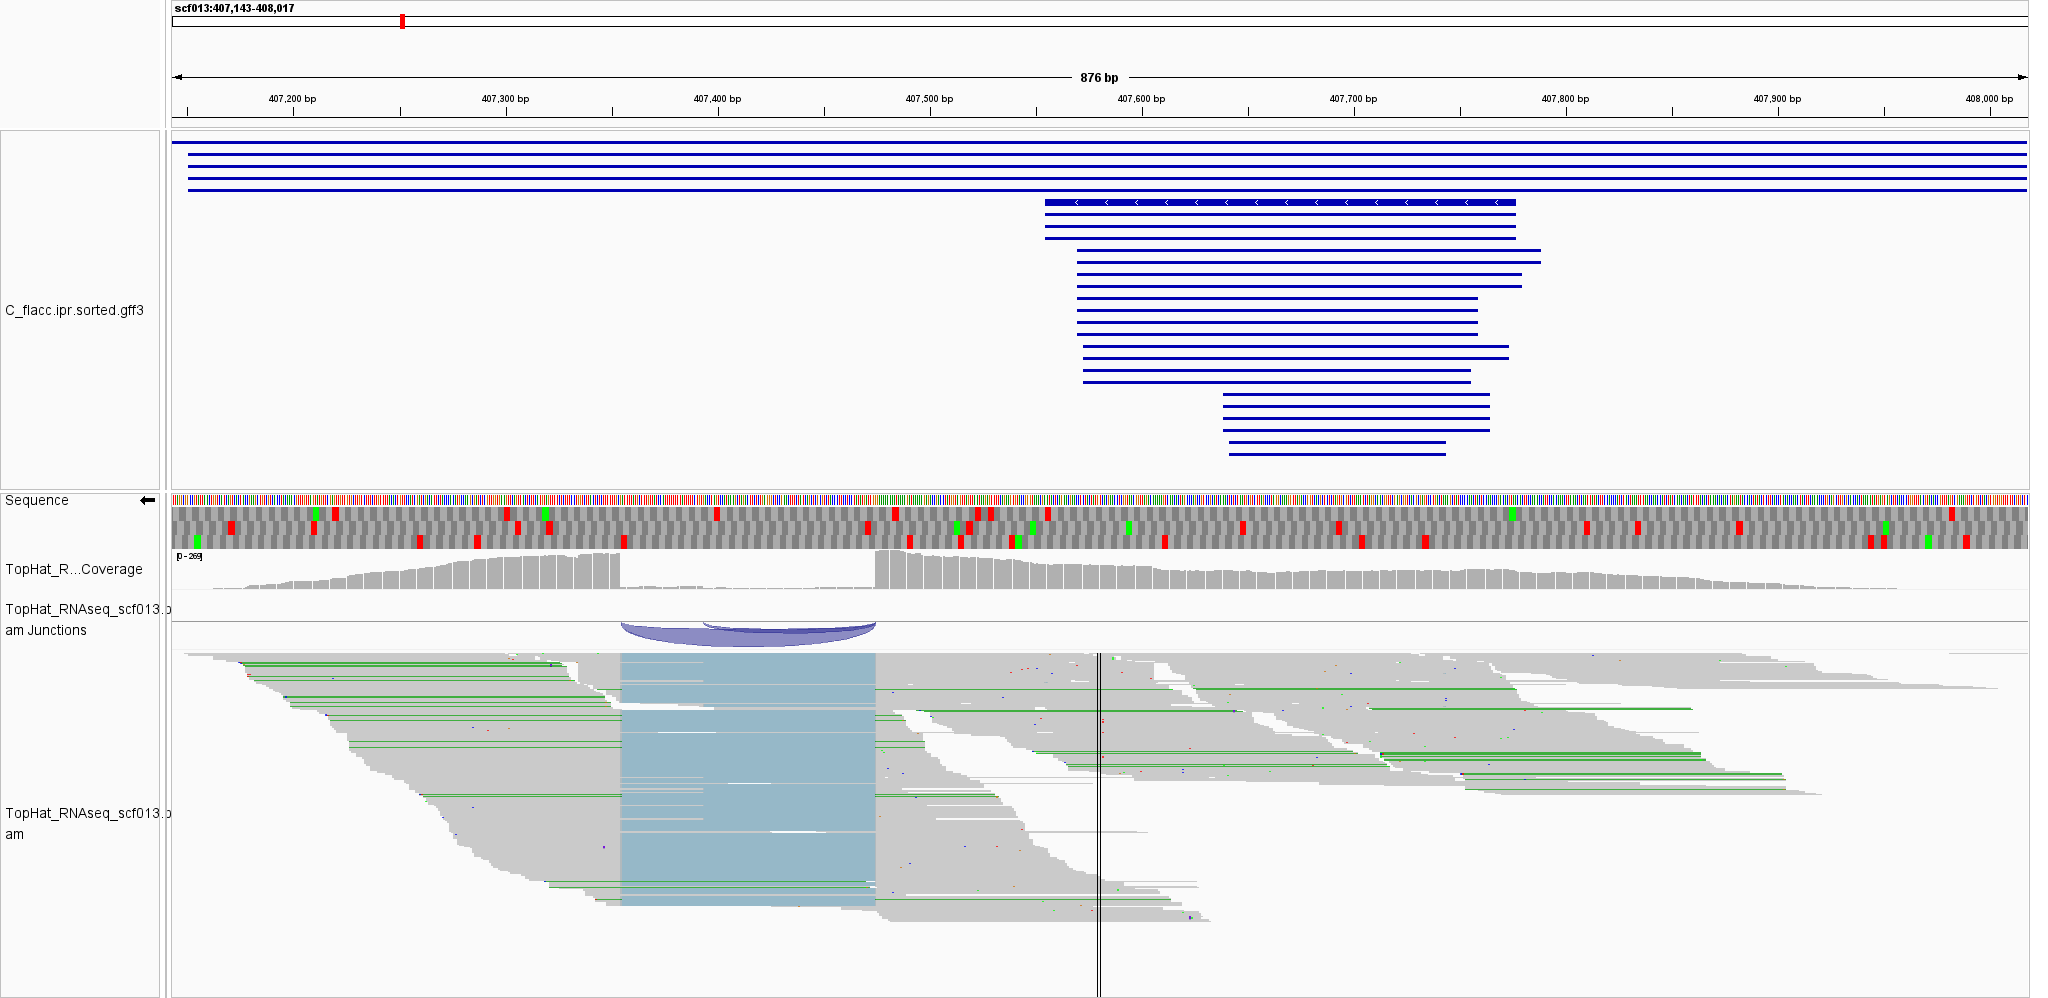 scf013:407,143-408,017
876 bp
407,200 bp 407,300 bp 407,400 bp 407,500 bp 407,600 bp 407,700 bp 407,800 bp 407,900 bp 408,000 bp
C_flacc.ipr.sorted.gff3
Sequence
[0 - 269]
TopHat_R...Coverage
TopHat_RNAseq_scf013.b
am Junctions
TopHat_RNAseq_scf013.b
am